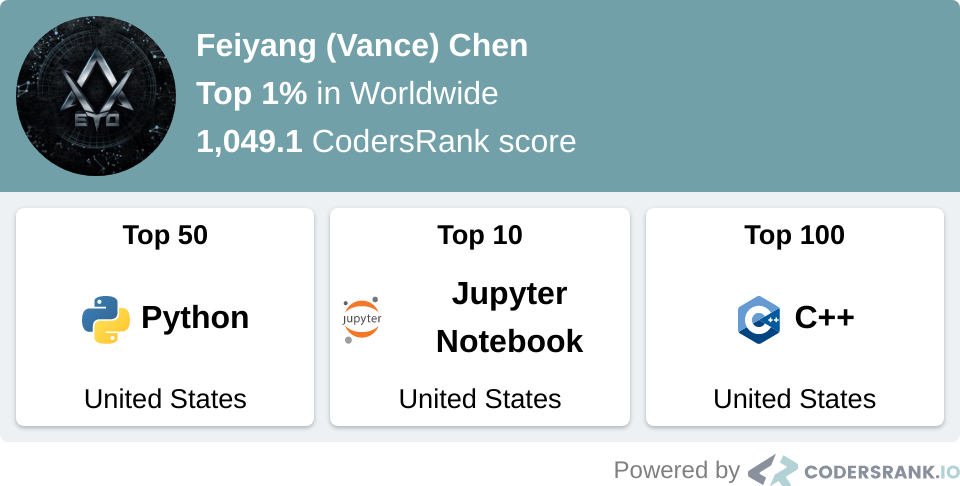 Feiyang (Vance) Chen
Top 1% in Worldwide
1,049.1 CodersRank score
EYO
Top 50
Python
United States
Top 10
jupyter
Jupyter
Notebook
United States
Top 100
C++
C++
United States
Powered by CODERSRANK.IO